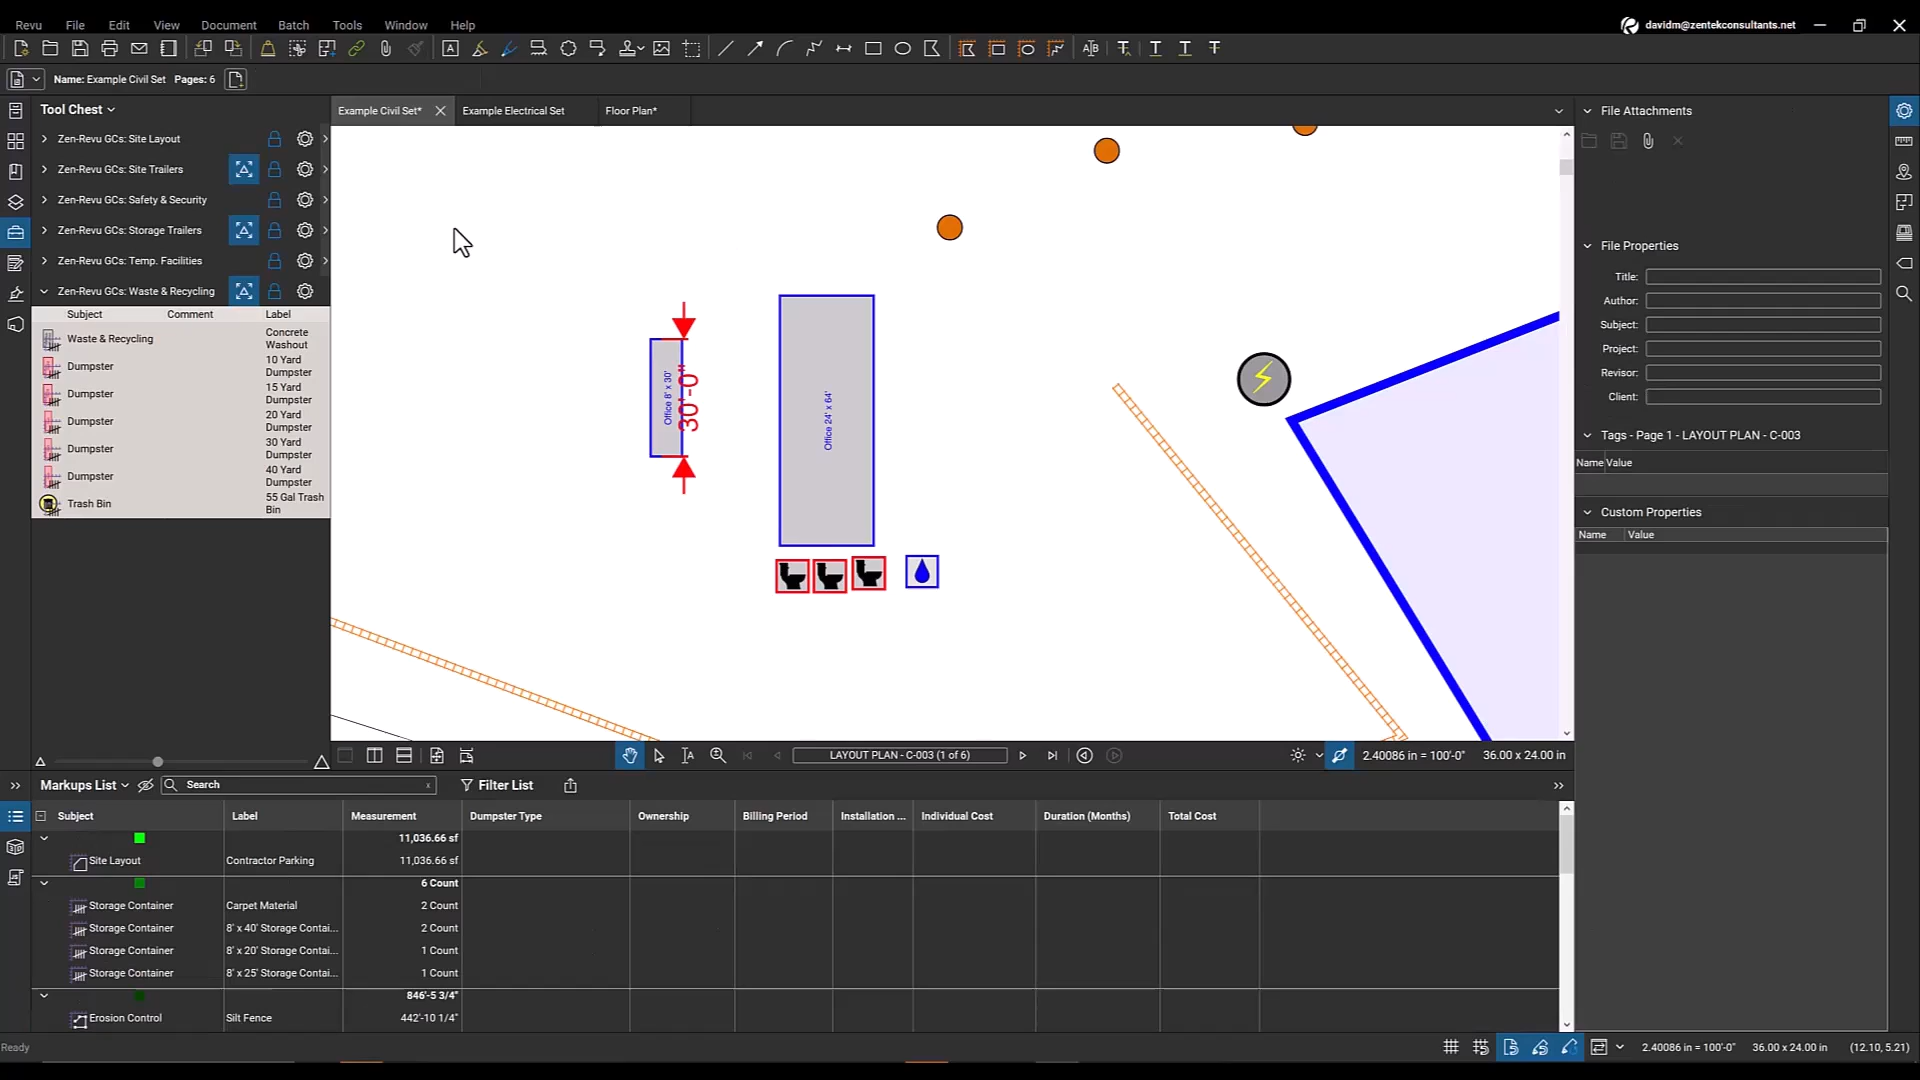 Revu File Edit View Document Window Batch Tools Window Help
davidm@zentekconsultants.net
Name: Example Civil Set Pages: 6
Tool Chest
Example Civil Set* Example Electrical Set Floor Plan*
Zen-Revu GCs: Site Layout
Zen-Revu GCs: Site Trailers
Zen-Revu GCs: Safety & Security
Zen-Revu GCs: Storage Trailers
Zen-Revu GCs: Temp. Facilities
Zen-Revu GCs: Waste & Recycling
Subject Comment Label
Waste & Recycling Concrete Washout
Dumpster 10 Yard Dumpster
Dumpster 15 Yard Dumpster
Dumpster 20 Yard Dumpster
Dumpster 30 Yard Dumpster
Dumpster 40 Yard Dumpster
Trash Bin 55 Gal Trash Bin
Office 8' x 30'
30'-0"
Office 24' x 64'
File Attachments
File Properties
Title:
Author:
Subject:
Project:
Revisor:
Client:
Tags - Page 1 - LAYOUT PLAN - C-003
Name Value
Custom Properties
Name Value
LAYOUT PLAN - C-003 (1 of 6)
2.40086 in = 100'-0" 36.00 x 24.00 in
Markups List Search x Filter List
Subject Label Measurement Dumpster Type Ownership Billing Period Installation ... Individual Cost Duration (Months) Total Cost
11,036.66 sf
Site Layout Contractor Parking 11,036.66 sf
6 Count
Storage Container Carpet Material 2 Count
Storage Container 8' x 40' Storage Contai... 2 Count
Storage Container 8' x 20' Storage Contai... 1 Count
Storage Container 8' x 25' Storage Contai... 1 Count
846'-5 3/4"
Erosion Control Silt Fence 442'-10 1/4"
Ready
2.40086 in = 100'-0" 36.00 x 24.00 in (12.10, 5.21)